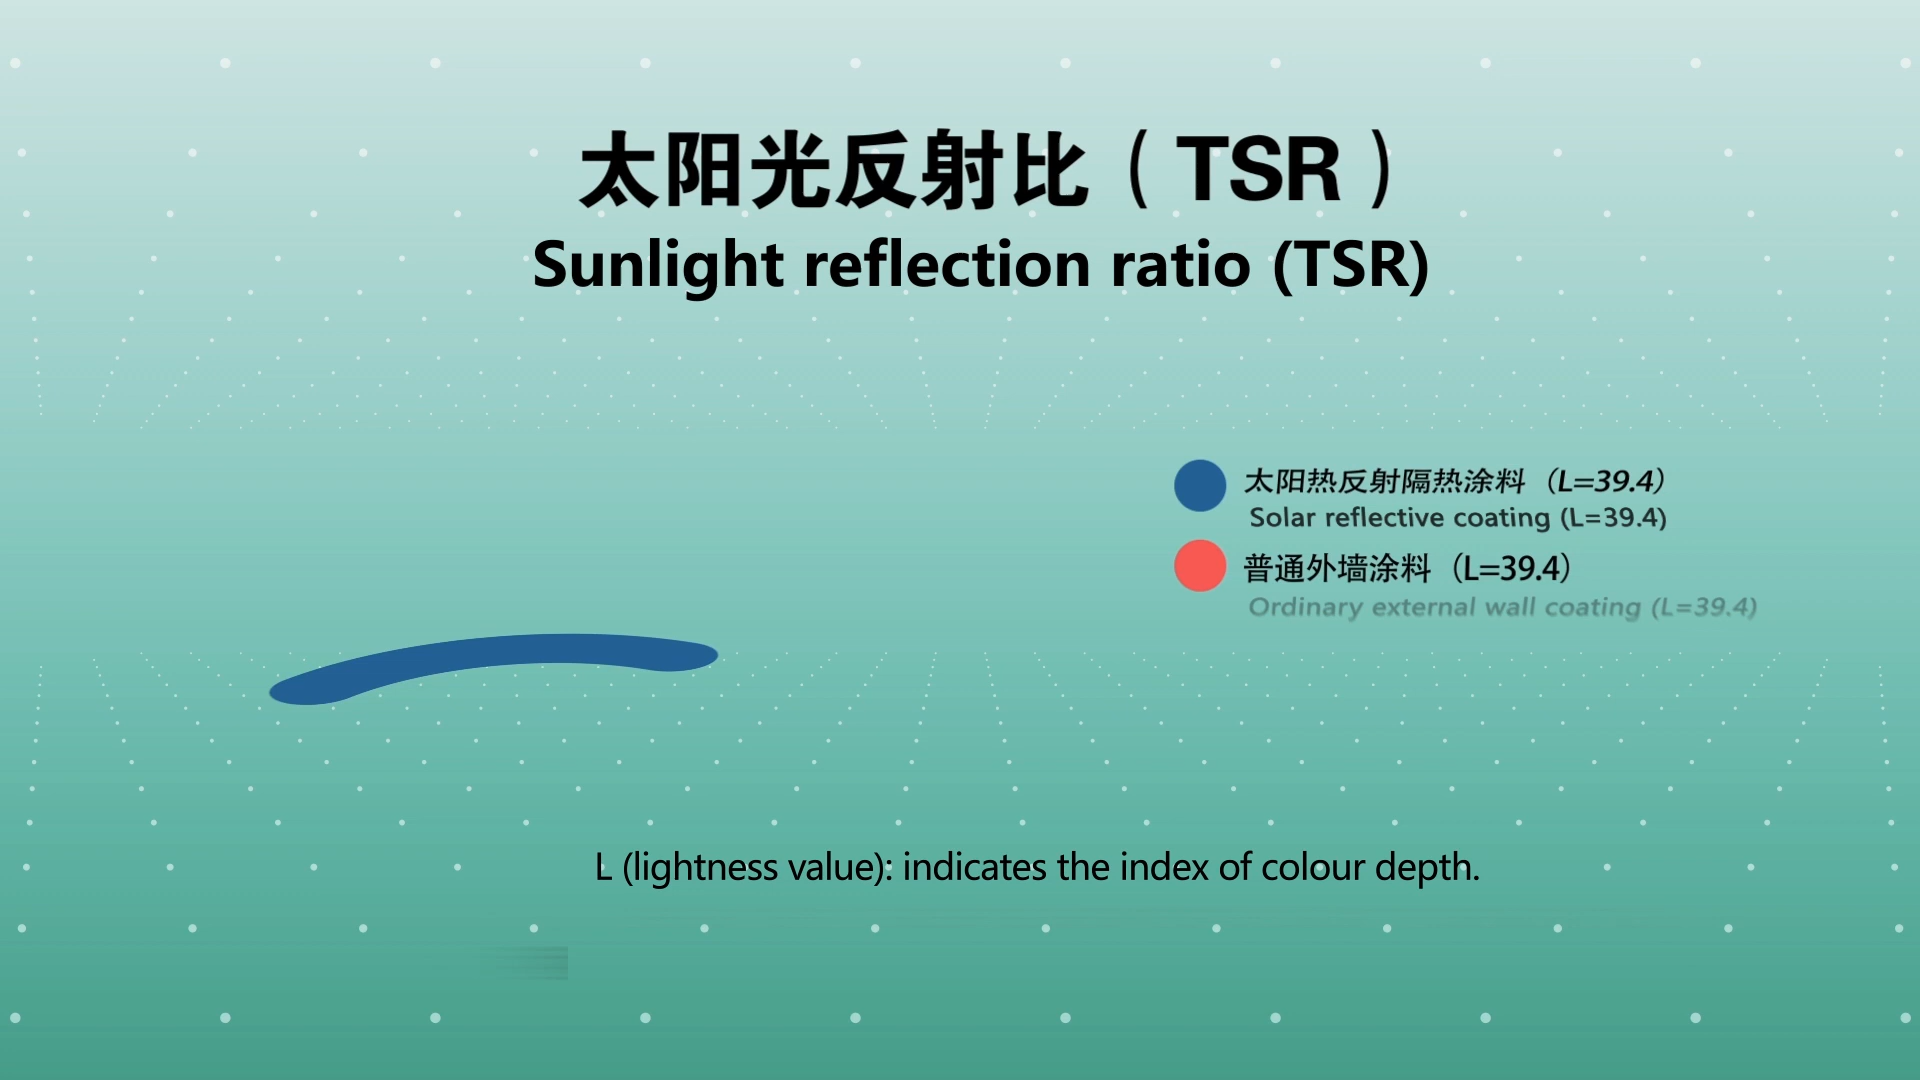 太阳光反射比（TSR）
Sunlight reflection ratio (TSR)
太阳热反射隔热涂料（L=39.4）
Solar reflective coating (L=39.4)
普通外墙涂料（L=39.4）
Ordinary external wall coating (L=39.4)
L (lightness value): indicates the index of colour depth.